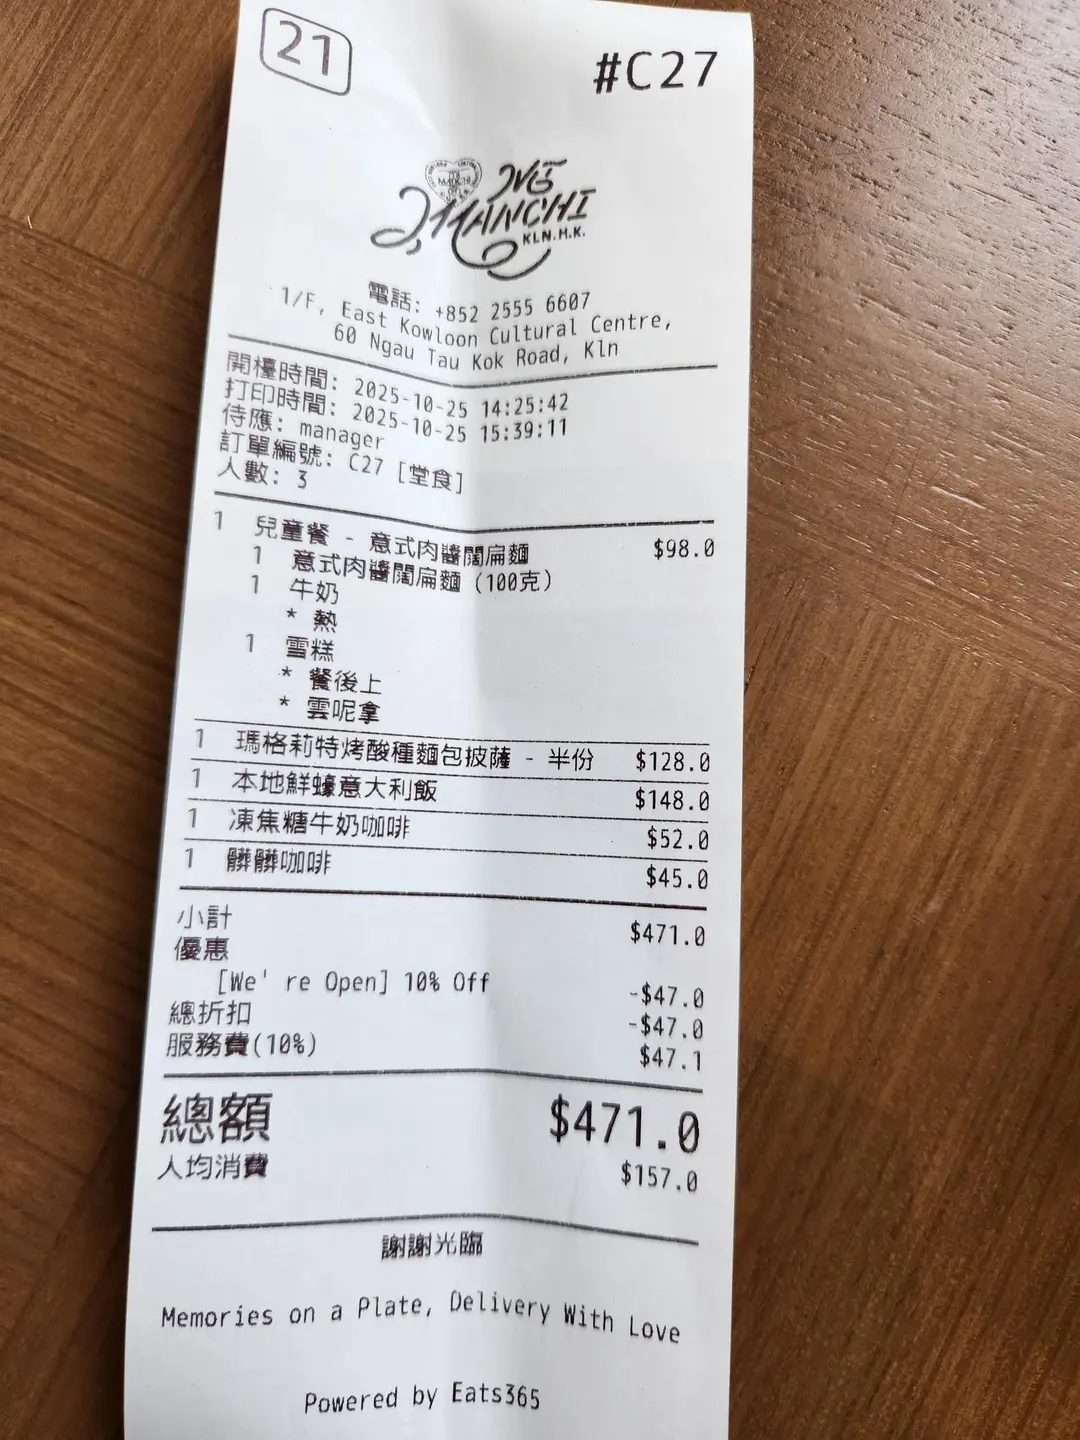 21
#C27
NÓ MANCHI
KLN.H.K.
電話: +852 2555 6607
1/F, East Kowloon Cultural Centre,
60 Ngau Tau Kok Road, Kln
開檯時間: 2025-10-25 14:25:42
打印時間: 2025-10-25 15:39:11
侍應: manager
訂單編號: C27 [堂食]
人數: 3
1 兒童餐 - 意式肉醬闊扁麵 $98.0
1 意式肉醬闊扁麵 (100克)
1 牛奶
* 熱
1 雪糕
* 餐後上
* 雲呢拿
1 瑪格莉特烤酸種麵包披薩 - 半份 $128.0
1 本地鮮蠔意大利飯 $148.0
1 凍焦糖牛奶咖啡 $52.0
1 髒髒咖啡 $45.0
小計 $471.0
優惠
[We' re Open] 10% Off -$47.0
總折扣 -$47.0
服務費(10%) $47.1
總額 $471.0
人均消費 $157.0
謝謝光臨
Memories on a Plate, Delivery With Love
Powered by Eats365